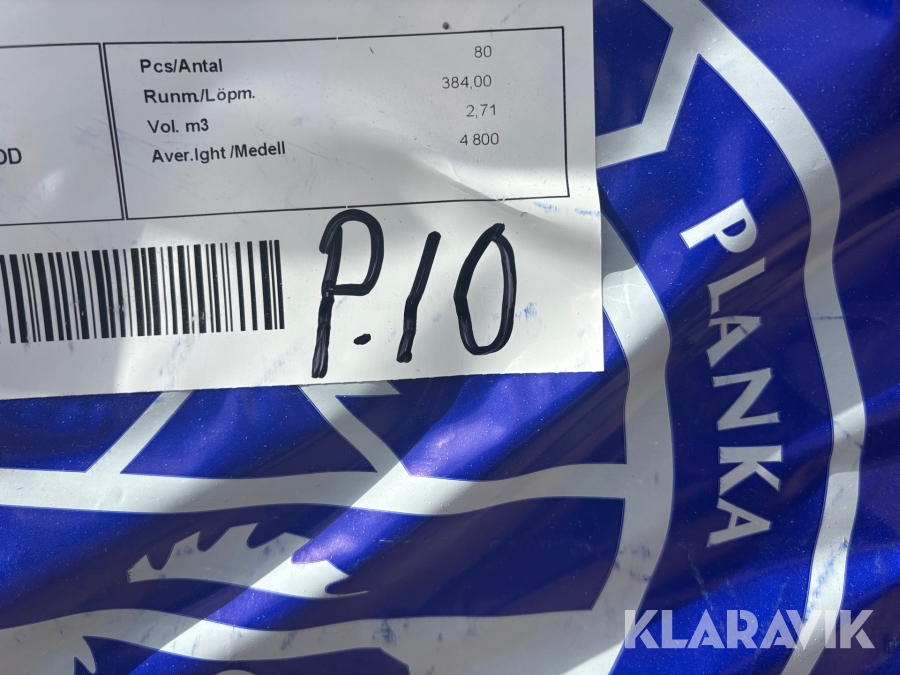 Pcs/Antal 80
Runm./Löpm. 384,00
Vol. m3 2,71
Aver.lght /Medell 4 800
OD
P.10
PLANKA
KLARAVIK